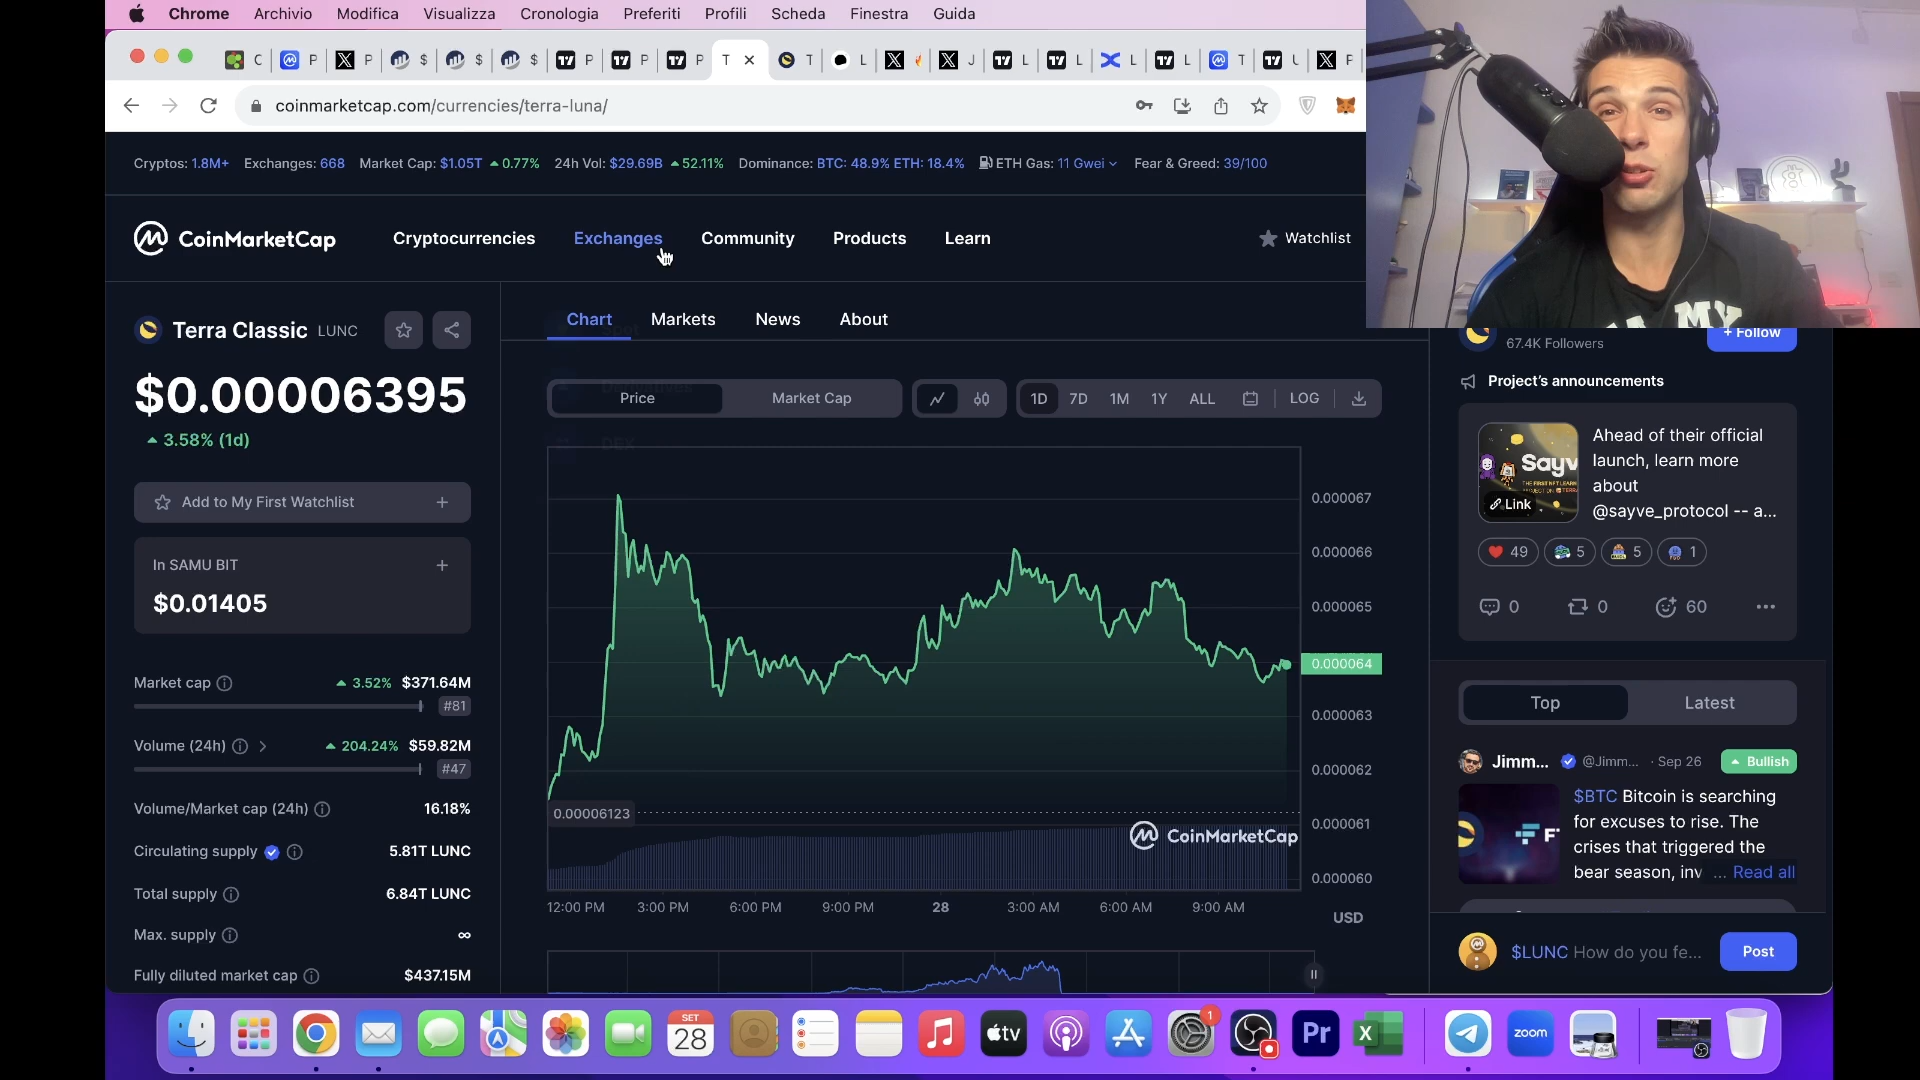 Chrome Archivio Modifica Visualizza Cronologia Preferiti Profili Scheda Finestra Guida
C P P $ $ $ P P P T T L J L L L L T U F
coinmarketcap.com/currencies/terra-luna/
Cryptos: 1.8M+ Exchanges: 668 Market Cap: $1.05T 0.77% 24h Vol: $29.69B 52.11% Dominance: BTC: 48.9% ETH: 18.4% ETH Gas: 11 Gwei Fear & Greed: 39/100
CoinMarketCap Cryptocurrencies Exchanges Community Products Learn Watchlist
Terra Classic LUNC
$0.00006395
3.58% (1d)
Add to My First Watchlist +
In SAMU BIT +
$0.01405
Market cap 3.52% $371.64M
#81
Volume (24h) 204.24% $59.82M
#47
Volume/Market cap (24h) 16.18%
Circulating supply 5.81T LUNC
Total supply 6.84T LUNC
Max. supply ∞
Fully diluted market cap $437.15M
Chart Markets News About
Price Market Cap 1D 7D 1M 1Y ALL LOG
0.000067
0.000066
0.000065
0.000064
0.000063
0.000062
0.00006123
0.000061
CoinMarketCap
0.000060
12:00 PM 3:00 PM 6:00 PM 9:00 PM 28 3:00 AM 6:00 AM 9:00 AM
USD
MY
67.4K Followers
+ Follow
Project's announcements
Sayv
Link
Ahead of their official
launch, learn more
about
@sayve_protocol -- a...
49 5 5 1
0 0 60 •••
Top Latest
Jimm... @Jimm... · Sep 26 Bullish
$BTC Bitcoin is searching
for excuses to rise. The
crises that triggered the
bear season, inv ... Read all
$LUNC How do you fe... Post
SET
28
tv
1
Pr
X
zoom